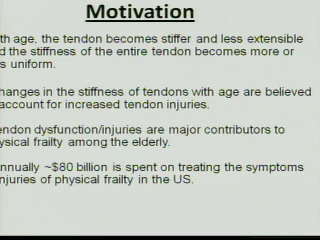 Motivation
th age, the tendon becomes stiffer and less extensible
d the stiffness of the entire tendon becomes more or
s uniform.
hanges in the stiffness of tendons with age are believed
account for increased tendon injuries.
endon dysfunction/injuries are major contributors to
ysical frailty among the elderly.
nnually ~$80 billion is spent on treating the symptoms
njuries of physical frailty in the US.